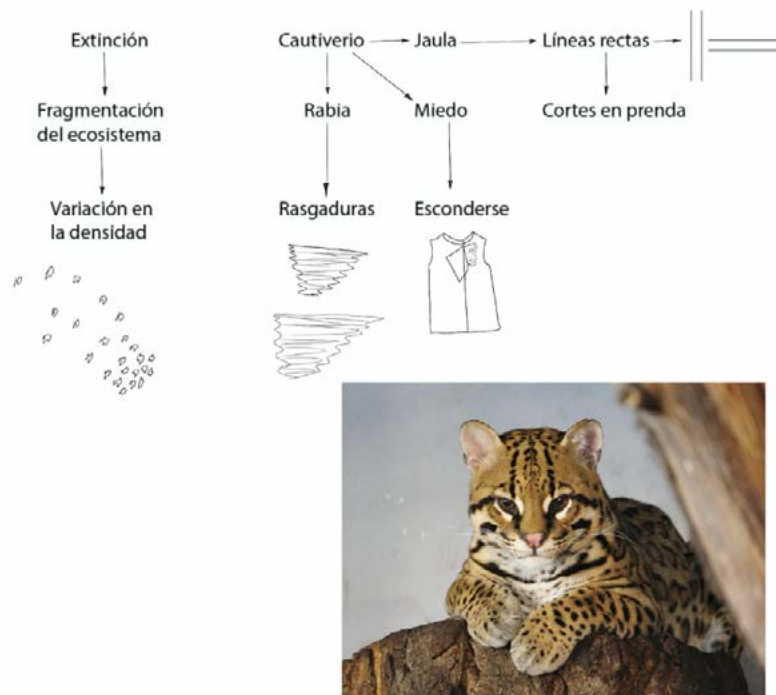 Extinción
Cautiverio
Jaula
Líneas rectas
Fragmentación
del ecosistema
Rabia
Miedo
Cortes en prenda
Variación en
la densidad
Rasgaduras
Esconderse